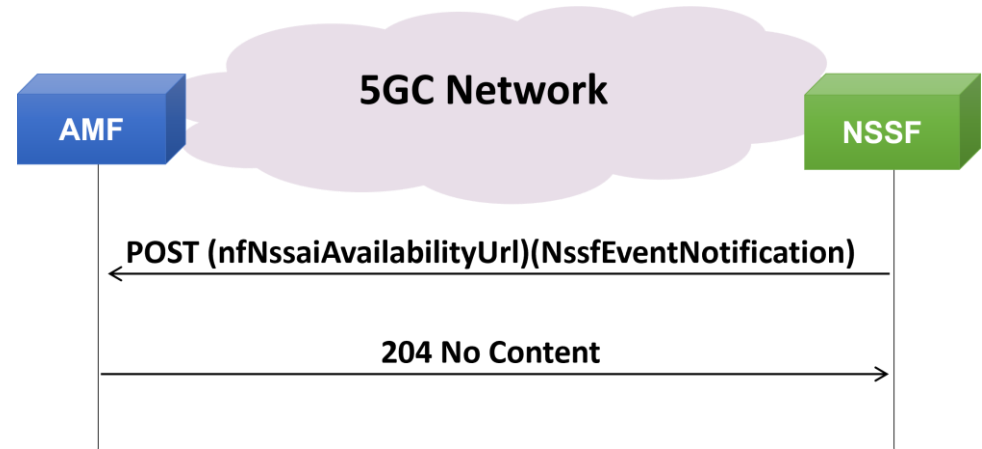 5GC Network
AMF
NSSF
POST (nfNssaiAvailabilityUrl)(NssfEventNotification)
204 No Content